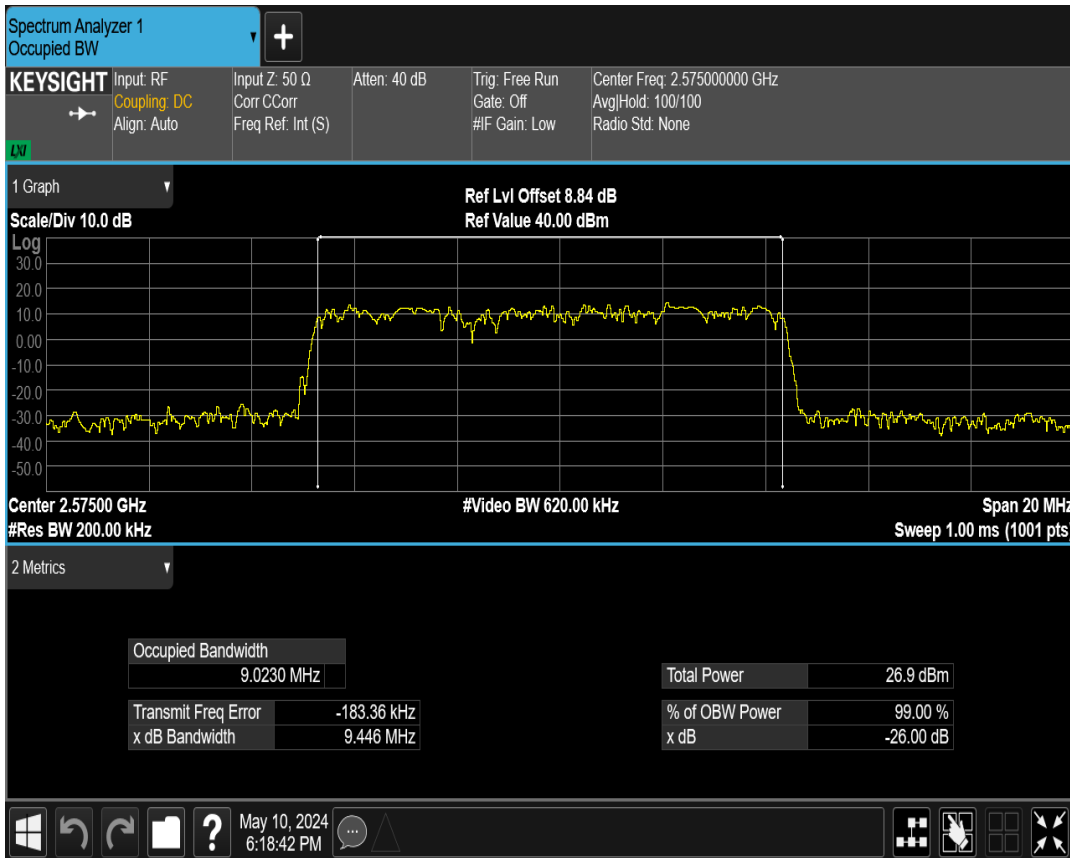 Spectrum Analyzer 1
Occupied BW
+
KEYSIGHT
LXI
Input: RF
Coupling: DC
Align: Auto
Input Z: 50 Ω
Corr CCorr
Freq Ref: Int (S)
Atten: 40 dB
Trig: Free Run
Gate: Off
#IF Gain: Low
Center Freq: 2.575000000 GHz
Avg|Hold: 100/100
Radio Std: None
1 Graph
Scale/Div 10.0 dB
Ref Lvl Offset 8.84 dB
Ref Value 40.00 dBm
Log
30.0
20.0
10.0
0.00
-10.0
-20.0
-30.0
-40.0
-50.0
Center 2.57500 GHz
#Video BW 620.00 kHz
Span 20 MHz
#Res BW 200.00 kHz
Sweep 1.00 ms (1001 pts)
2 Metrics
Occupied Bandwidth
9.0230 MHz
Total Power 26.9 dBm
Transmit Freq Error -183.36 kHz
% of OBW Power 99.00 %
x dB Bandwidth 9.446 MHz
x dB -26.00 dB
?
May 10, 2024
6:18:42 PM